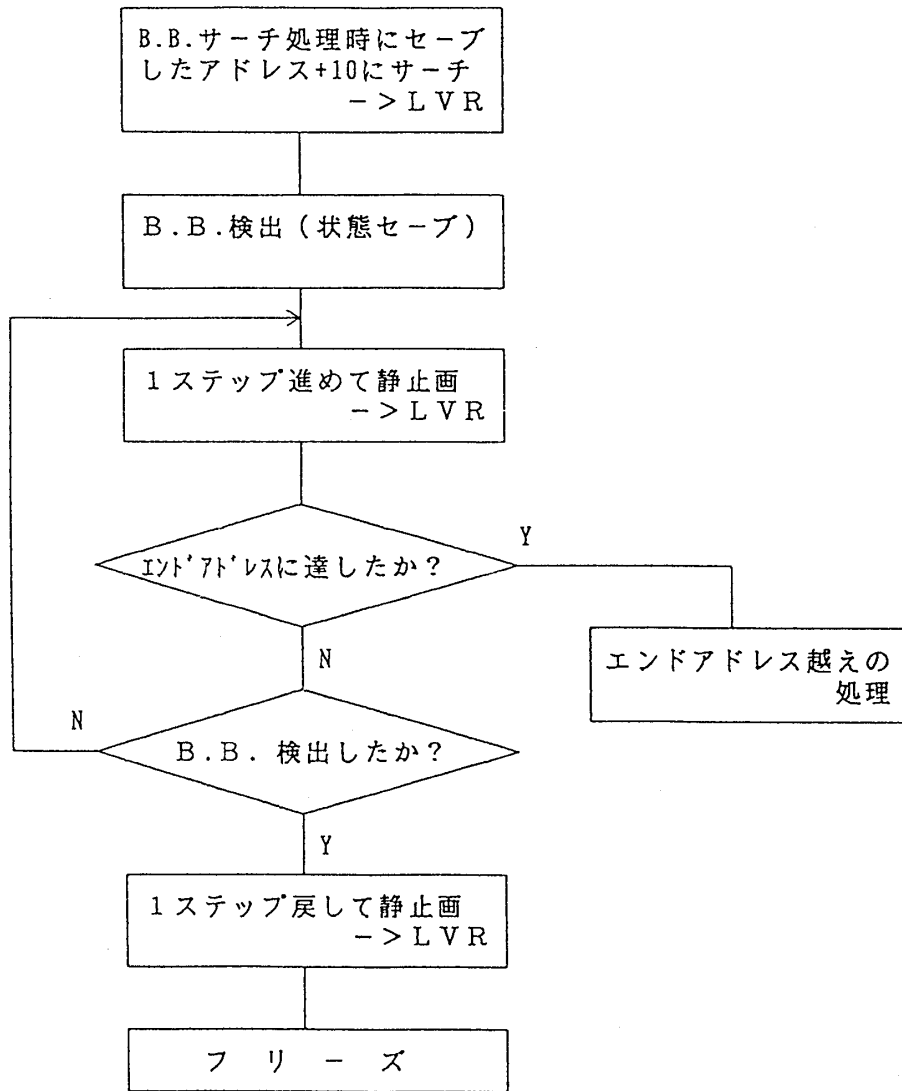 B.B.サーチ処理時にセーブ
したアドレス+10にサーチ
－＞ＬＶＲ
Ｂ.Ｂ.検出（状態セーブ）
１ステップ進めて静止画
－＞ＬＶＲ
Y
ｴﾝﾄﾞｱﾄﾞﾚｽに達したか？
N
エンドアドレス越えの
処理
N
Ｂ.Ｂ. 検出したか？
Y
１ステップ戻して静止画
－＞ＬＶＲ
フ リ ー ズ